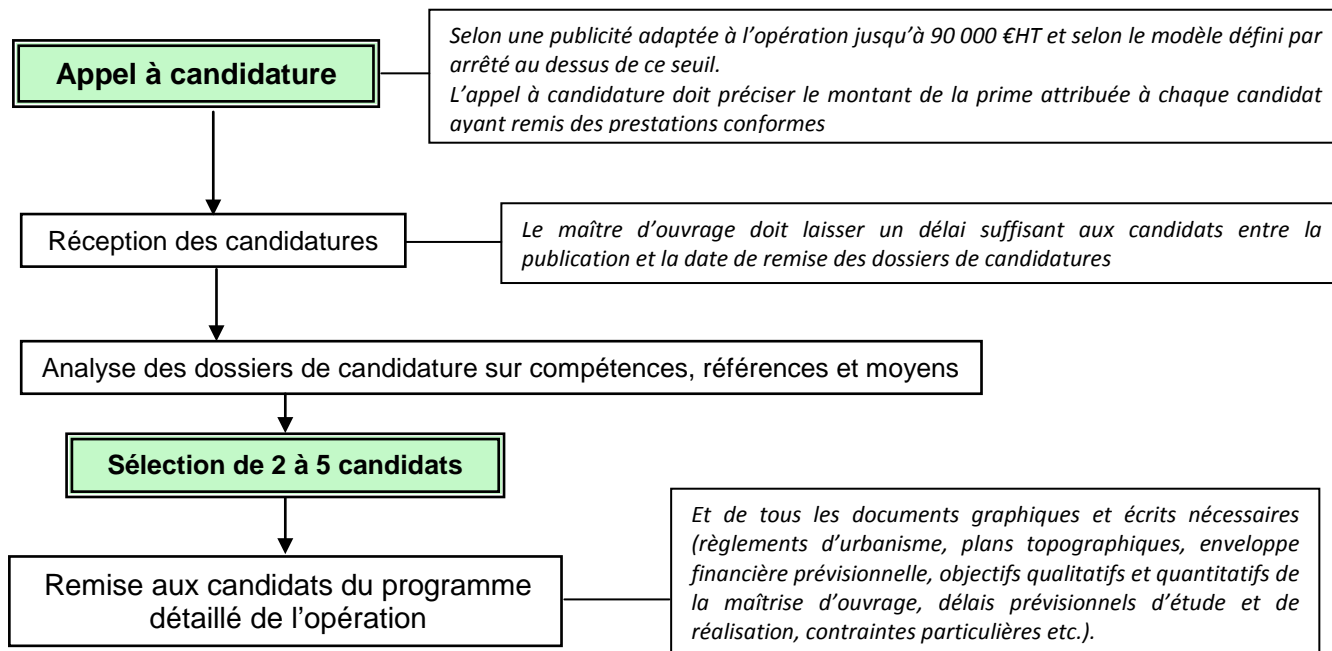 Appel à candidature
Selon une publicité adaptée à l'opération jusqu'à 90 000 €HT et selon le modèle défini par
arrêté au dessus de ce seuil.
L'appel à candidature doit préciser le montant de la prime attribuée à chaque candidat
ayant remis des prestations conformes
Réception des candidatures
Le maître d'ouvrage doit laisser un délai suffisant aux candidats entre la
publication et la date de remise des dossiers de candidatures
Analyse des dossiers de candidature sur compétences, références et moyens
Sélection de 2 à 5 candidats
Remise aux candidats du programme
détaillé de l'opération
Et de tous les documents graphiques et écrits nécessaires
(règlements d'urbanisme, plans topographiques, enveloppe
financière prévisionnelle, objectifs qualitatifs et quantitatifs de
la maîtrise d'ouvrage, délais prévisionnels d'étude et de
réalisation, contraintes particulières etc.).